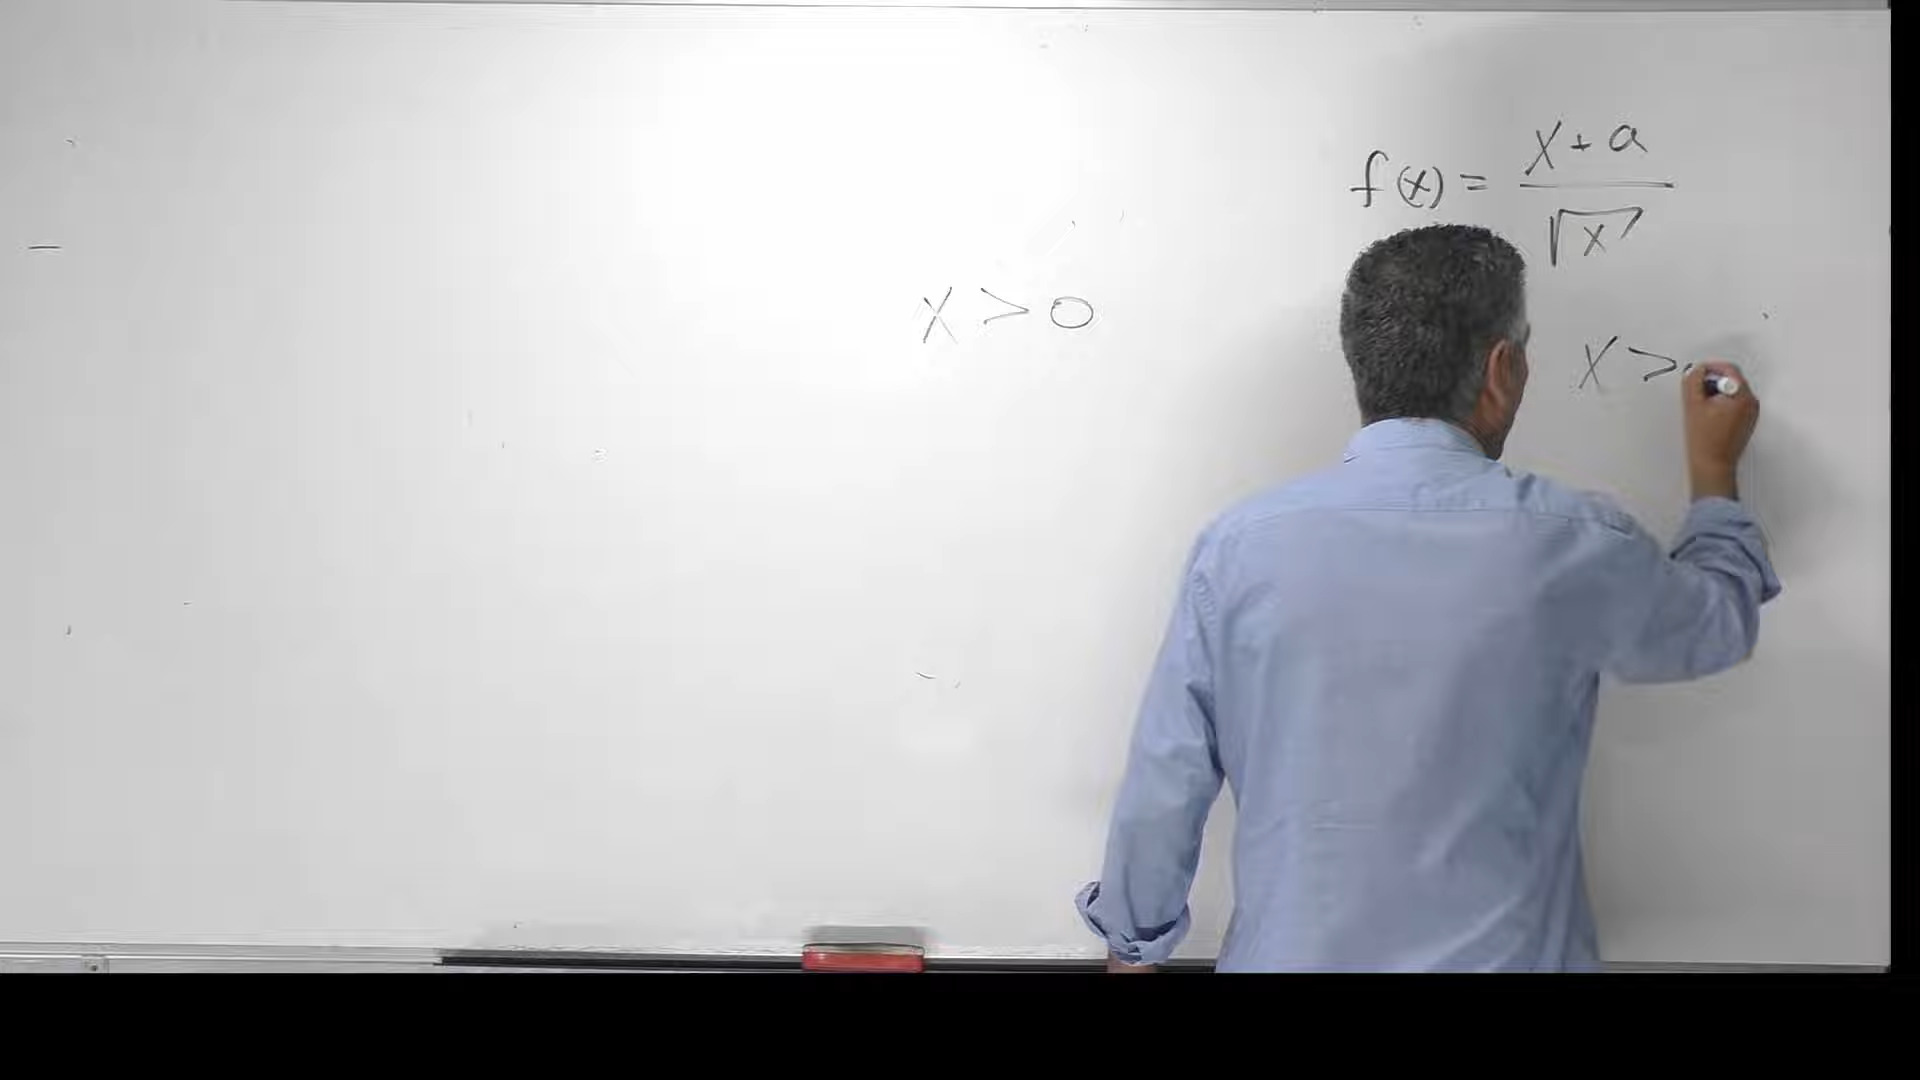 f(x) = x + a / √x
x > 0
x >